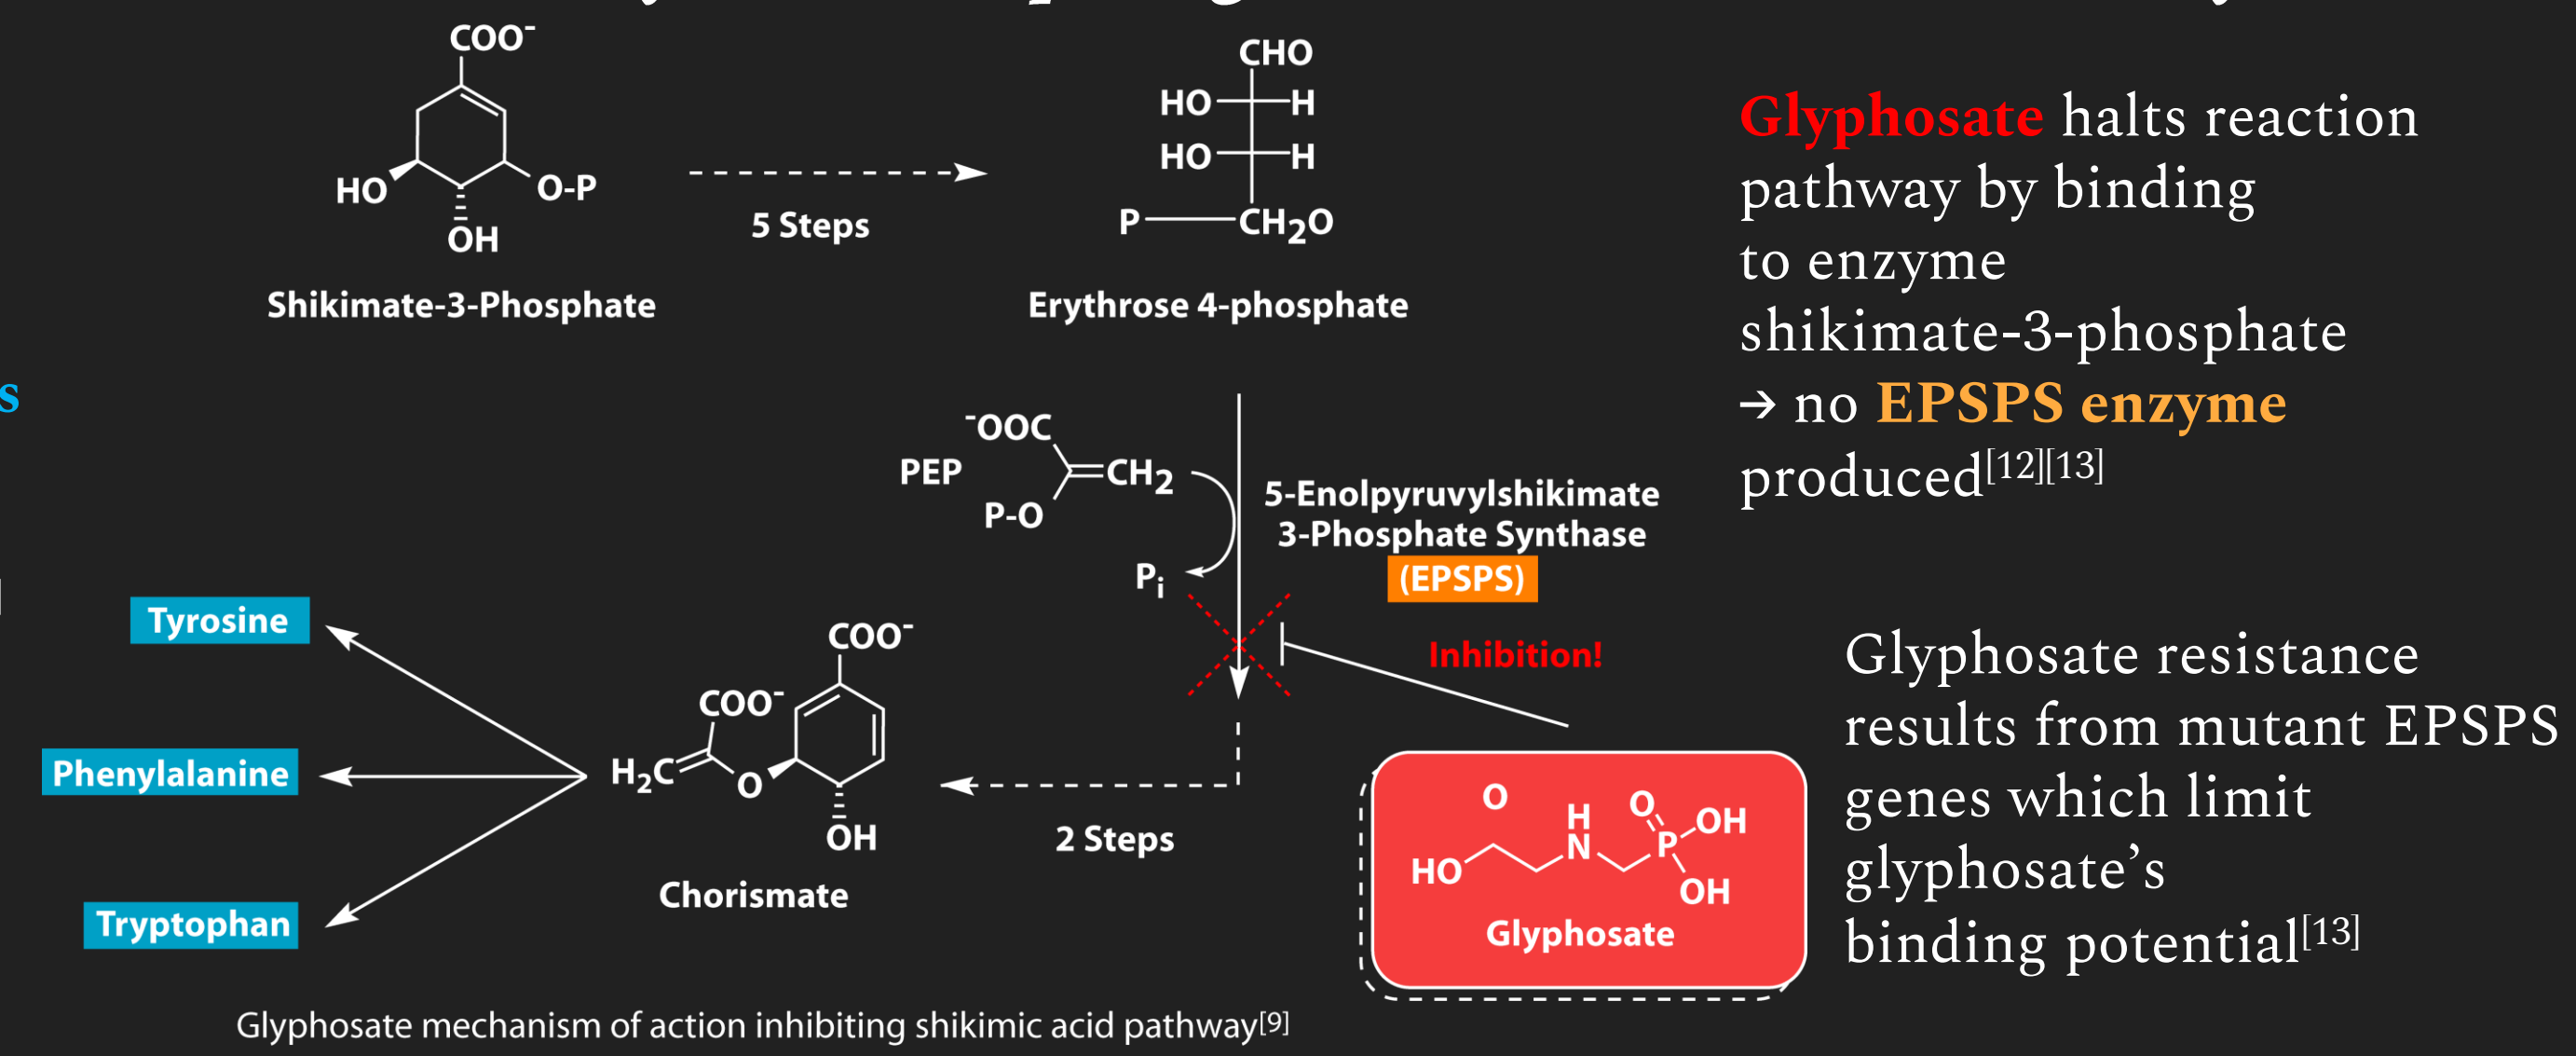 COO⁻
HO
OH
O-P
Shikimate-3-Phosphate
5 Steps
CHO
HO H
HO H
P CH₂O
Erythrose 4-phosphate
Glyphosate halts reaction
pathway by binding
to enzyme
shikimate-3-phosphate
→ no EPSPS enzyme
produced[12][13]
s
⁻OOC
PEP
CH₂
P-O
Pᵢ
5-Enolpyruvylshikimate
3-Phosphate Synthase
(EPSPS)
Inhibition!
Tyrosine
Phenylalanine
Tryptophan
COO⁻
COO⁻
H₂C
O
OH
Chorismate
2 Steps
O
HO
H
N
O
P
OH
OH
Glyphosate
Glyphosate resistance
results from mutant EPSPS
genes which limit
glyphosate’s
binding potential[13]
Glyphosate mechanism of action inhibiting shikimic acid pathway[9]